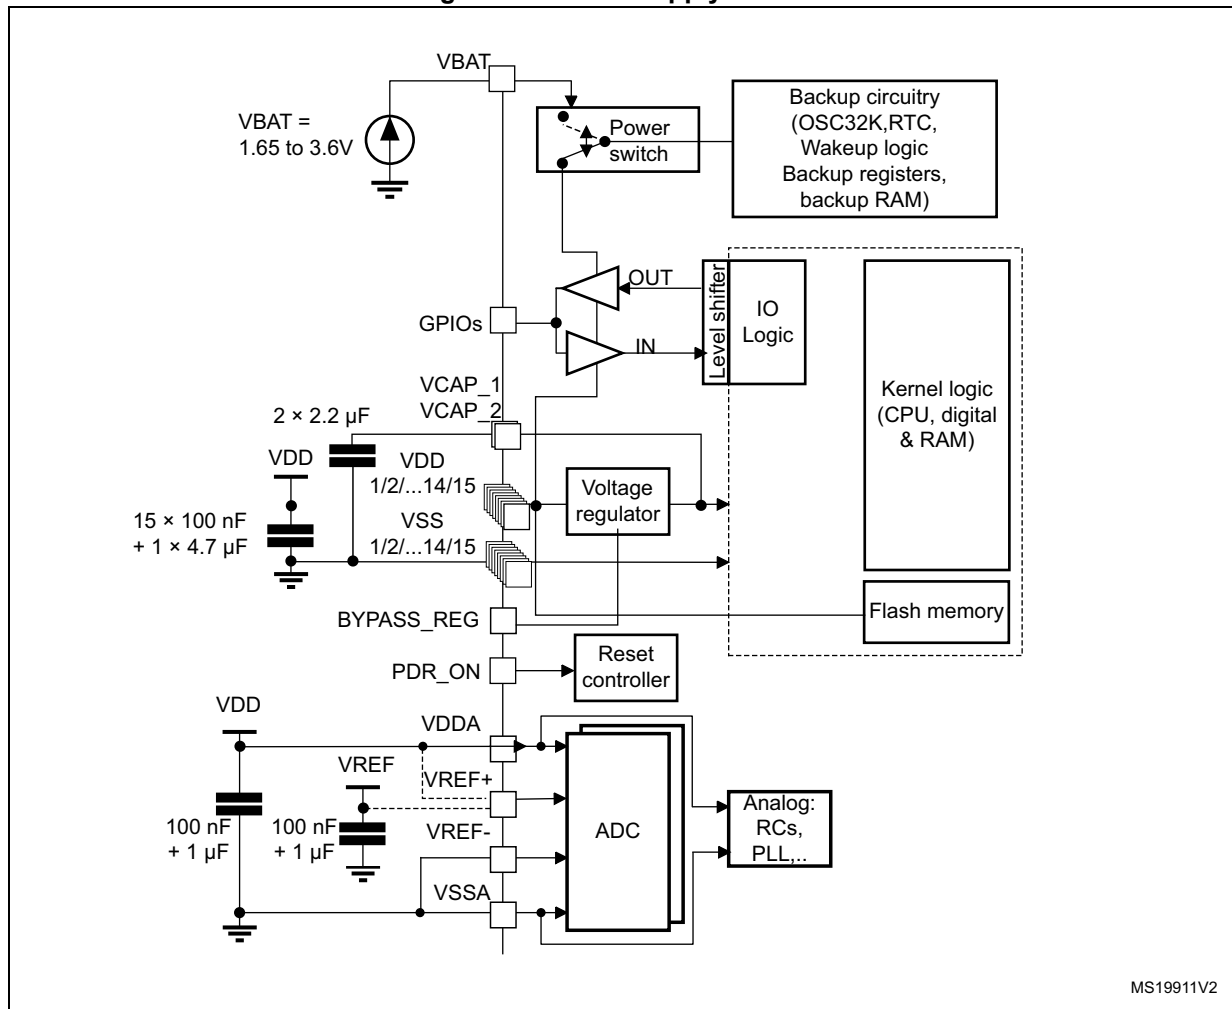 VBAT
VBAT =
1.65 to 3.6V
Power
switch
Backup circuitry
(OSC32K,RTC,
Wakeup logic
Backup registers,
backup RAM)
OUT
Level shifter
IO
Logic
GPIOs
IN
Kernel logic
(CPU, digital
& RAM)
VCAP_1
VCAP_2
2 × 2.2 μF
VDD
VDD
1/2/...14/15
Voltage
regulator
15 × 100 nF
+ 1 × 4.7 μF
VSS
1/2/...14/15
Flash memory
BYPASS_REG
PDR_ON
Reset
controller
VDD
VDDA
VREF
VREF+
100 nF
+ 1 μF
100 nF
+ 1 μF
VREF-
ADC
Analog:
RCs,
PLL,..
VSSA
MS19911V2